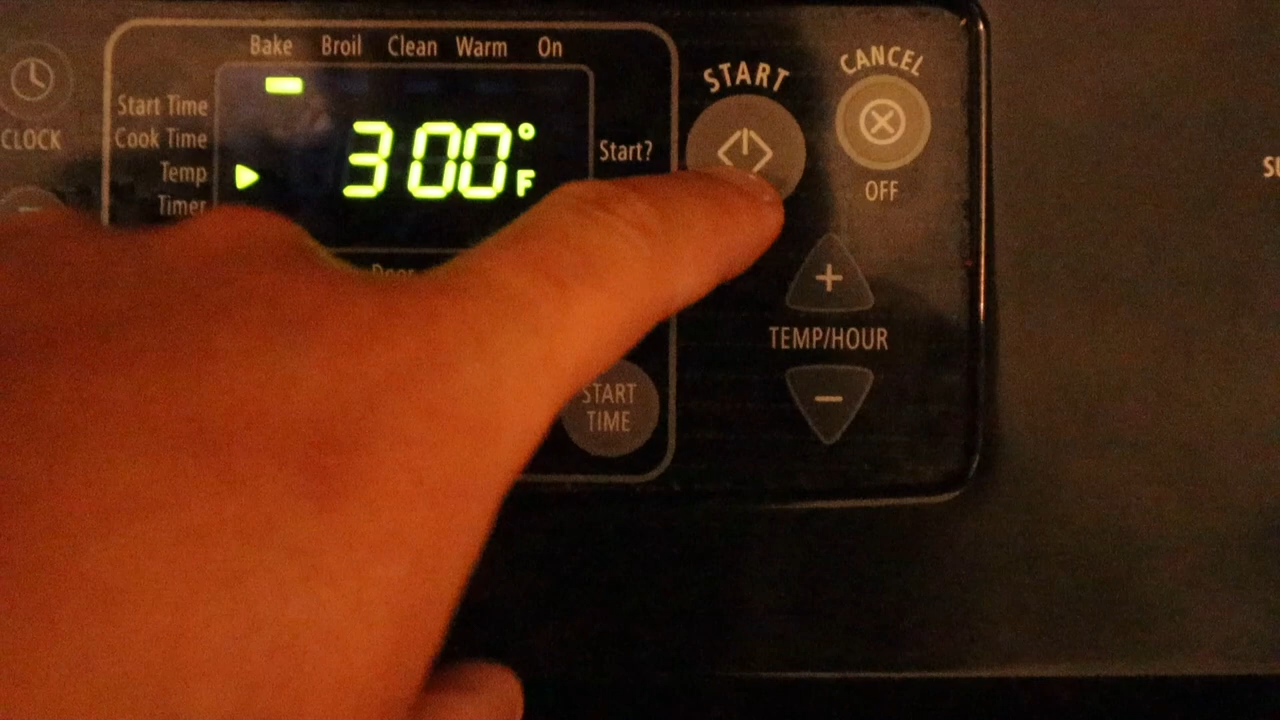 Bake Broil Clean Warm On
START
CANCEL
CLOCK
Start Time
Cook Time
Temp
Timer
300°F
Start?
OFF
Door
TEMP/HOUR
START
TIME